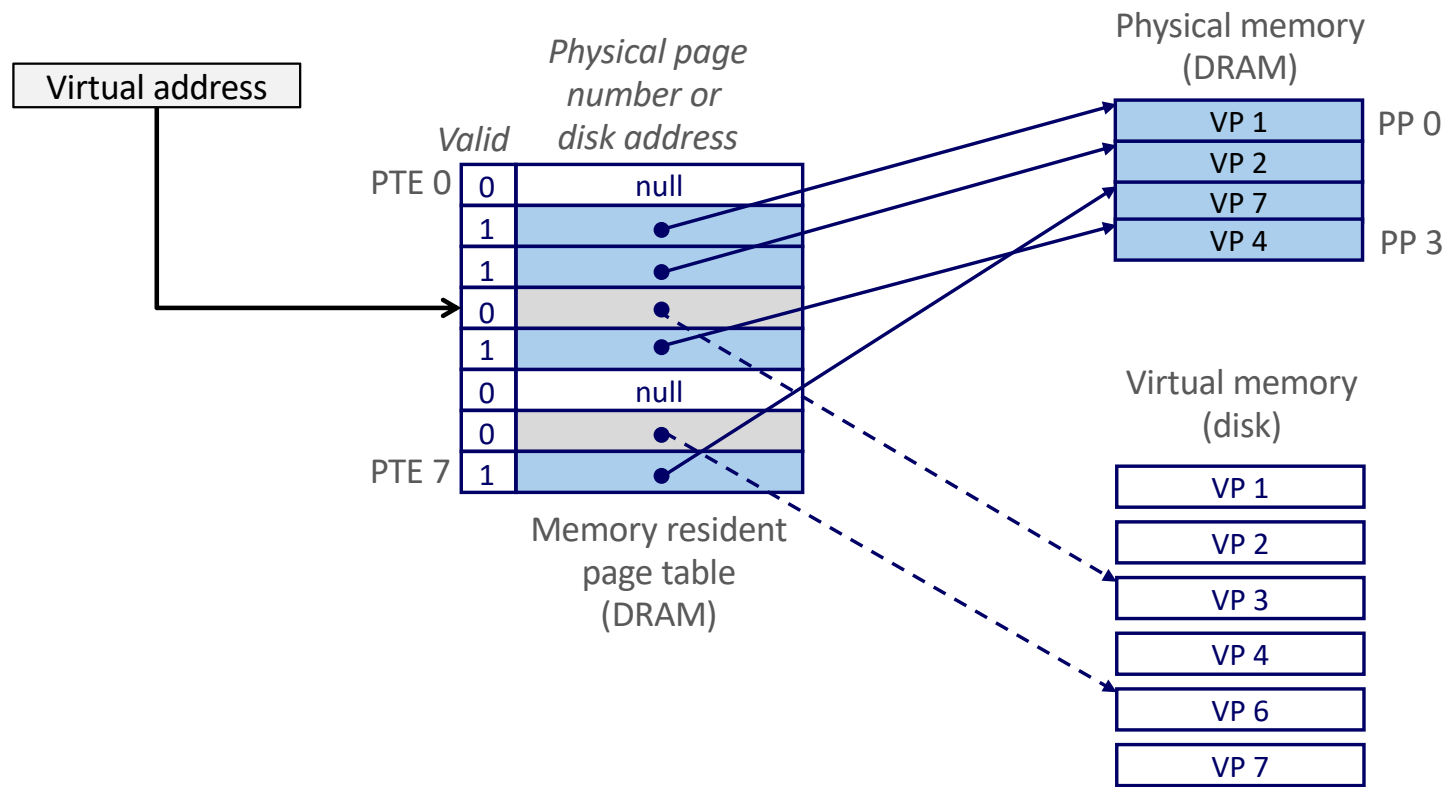 Virtual address
Physical page
number or
disk address
Valid
PTE 0
0
null
1
1
0
1
0
null
0
PTE 7
1
Memory resident
page table
(DRAM)
Physical memory
(DRAM)
VP 1
PP 0
VP 2
VP 7
VP 4
PP 3
Virtual memory
(disk)
VP 1
VP 2
VP 3
VP 4
VP 6
VP 7